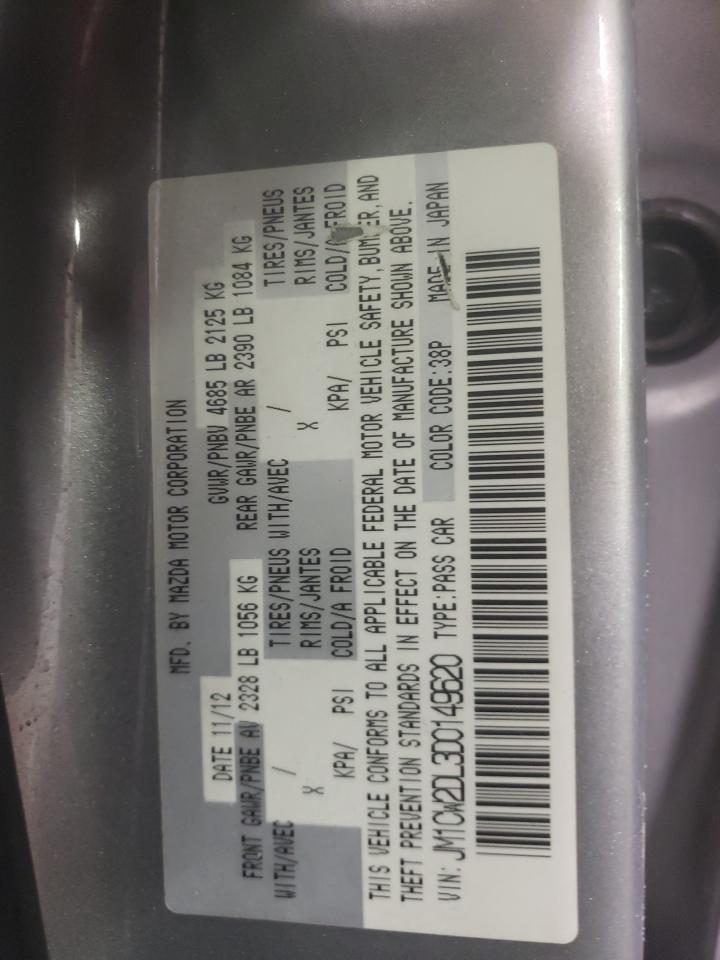 MFD. BY MAZDA MOTOR CORPORATION
DATE 11/12 GVWR/PNBV 4685 LB 2125 KG
FRONT GAWR/PNBE AV 2328 LB 1056 KG REAR GAWR/PNBE AR 2390 LB 1084 KG
WITH/AVEC / TIRES/PNEUS WITH/AVEC / TIRES/PNEUS
X RIMS/JANTES X RIMS/JANTES
KPA/ PSI COLD/A FROID KPA/ PSI COLD/A FROID
THIS VEHICLE CONFORMS TO ALL APPLICABLE FEDERAL MOTOR VEHICLE SAFETY, BUMPER, AND
THEFT PREVENTION STANDARDS IN EFFECT ON THE DATE OF MANUFACTURE SHOWN ABOVE.
VIN: JM1CW2DL3D0149620 TYPE:PASS CAR COLOR CODE:38P MADE IN JAPAN